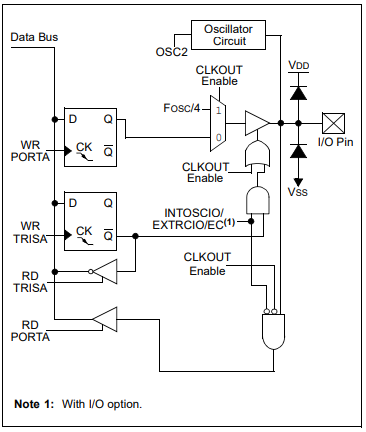 Data Bus
Oscillator
Circuit
OSC2
CLKOUT
Enable
VDD
FOSC/4
1
0
D Q
CK Q
WR
PORTA
I/O Pin
CLKOUT
Enable
VSS
D Q
CK Q
WR
TRISA
INTOSCIO/
EXTRCIO/EC(1)
RD
TRISA
CLKOUT
Enable
RD
PORTA
Note 1: With I/O option.